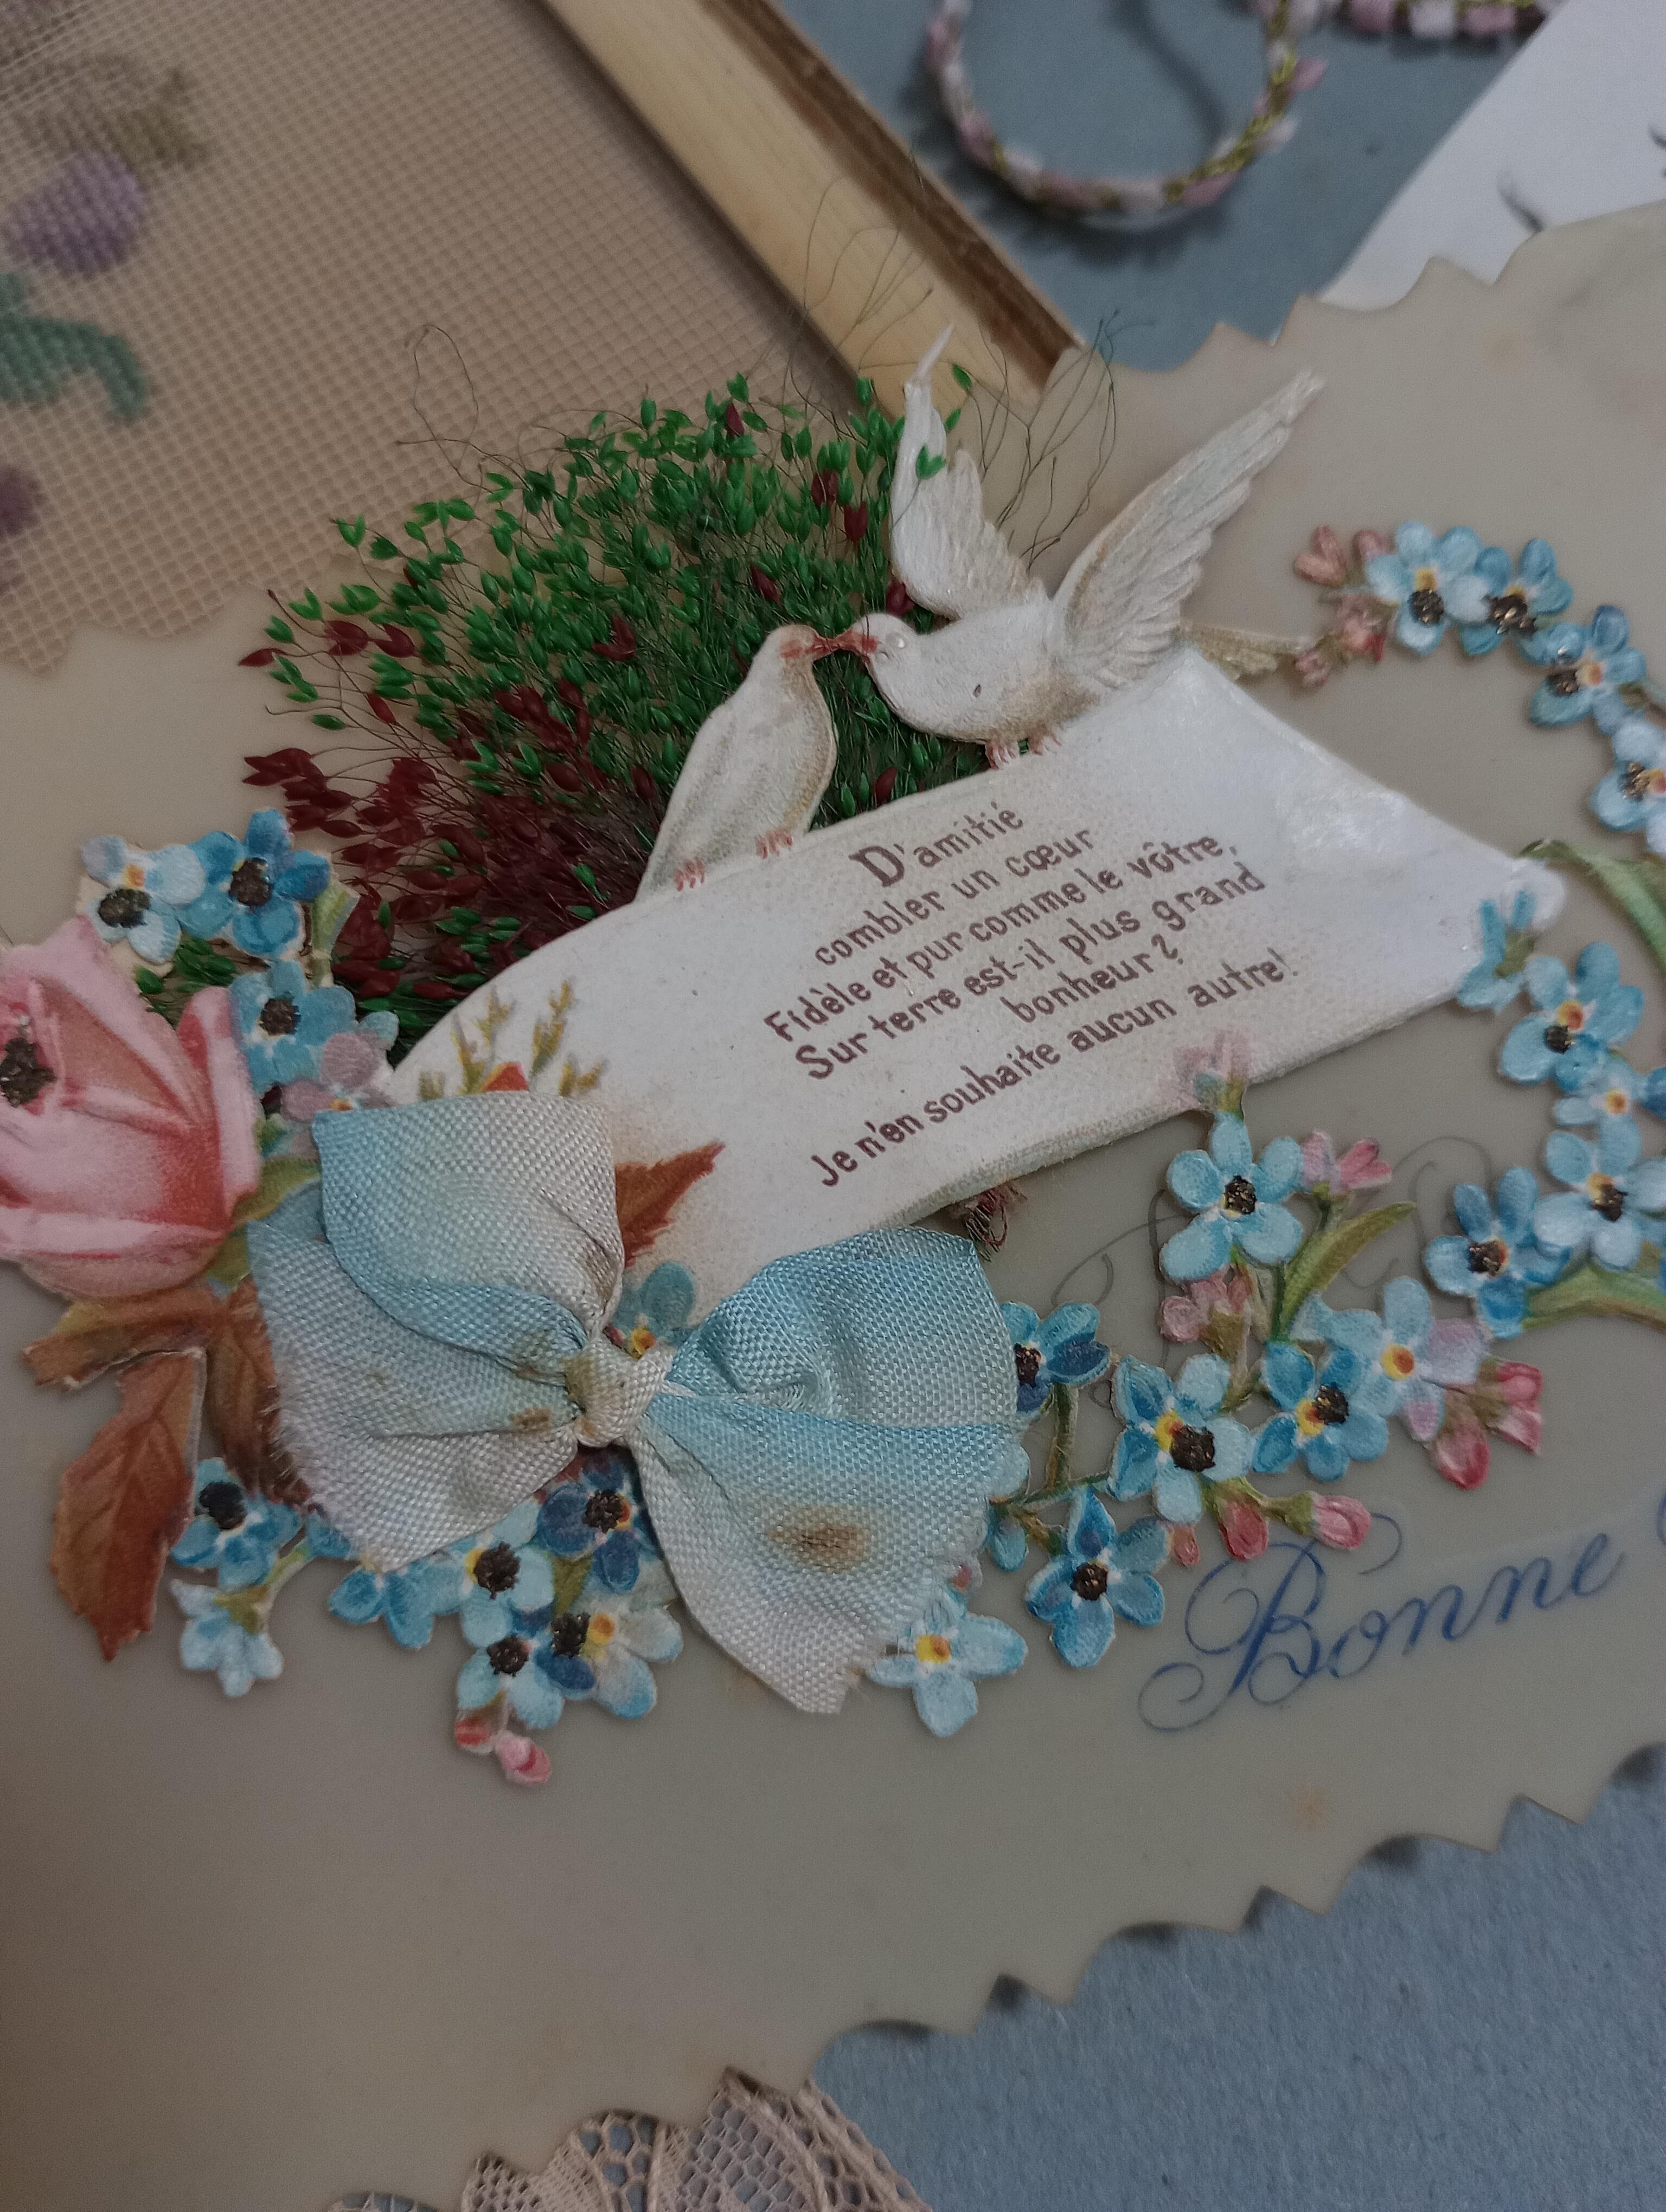 D'amitié
combler un cœur
Fidèle et pur comme le vôtre,
Sur terre est-il plus grand
bonheur?
Je n'en souhaite aucun autre!
Bonne